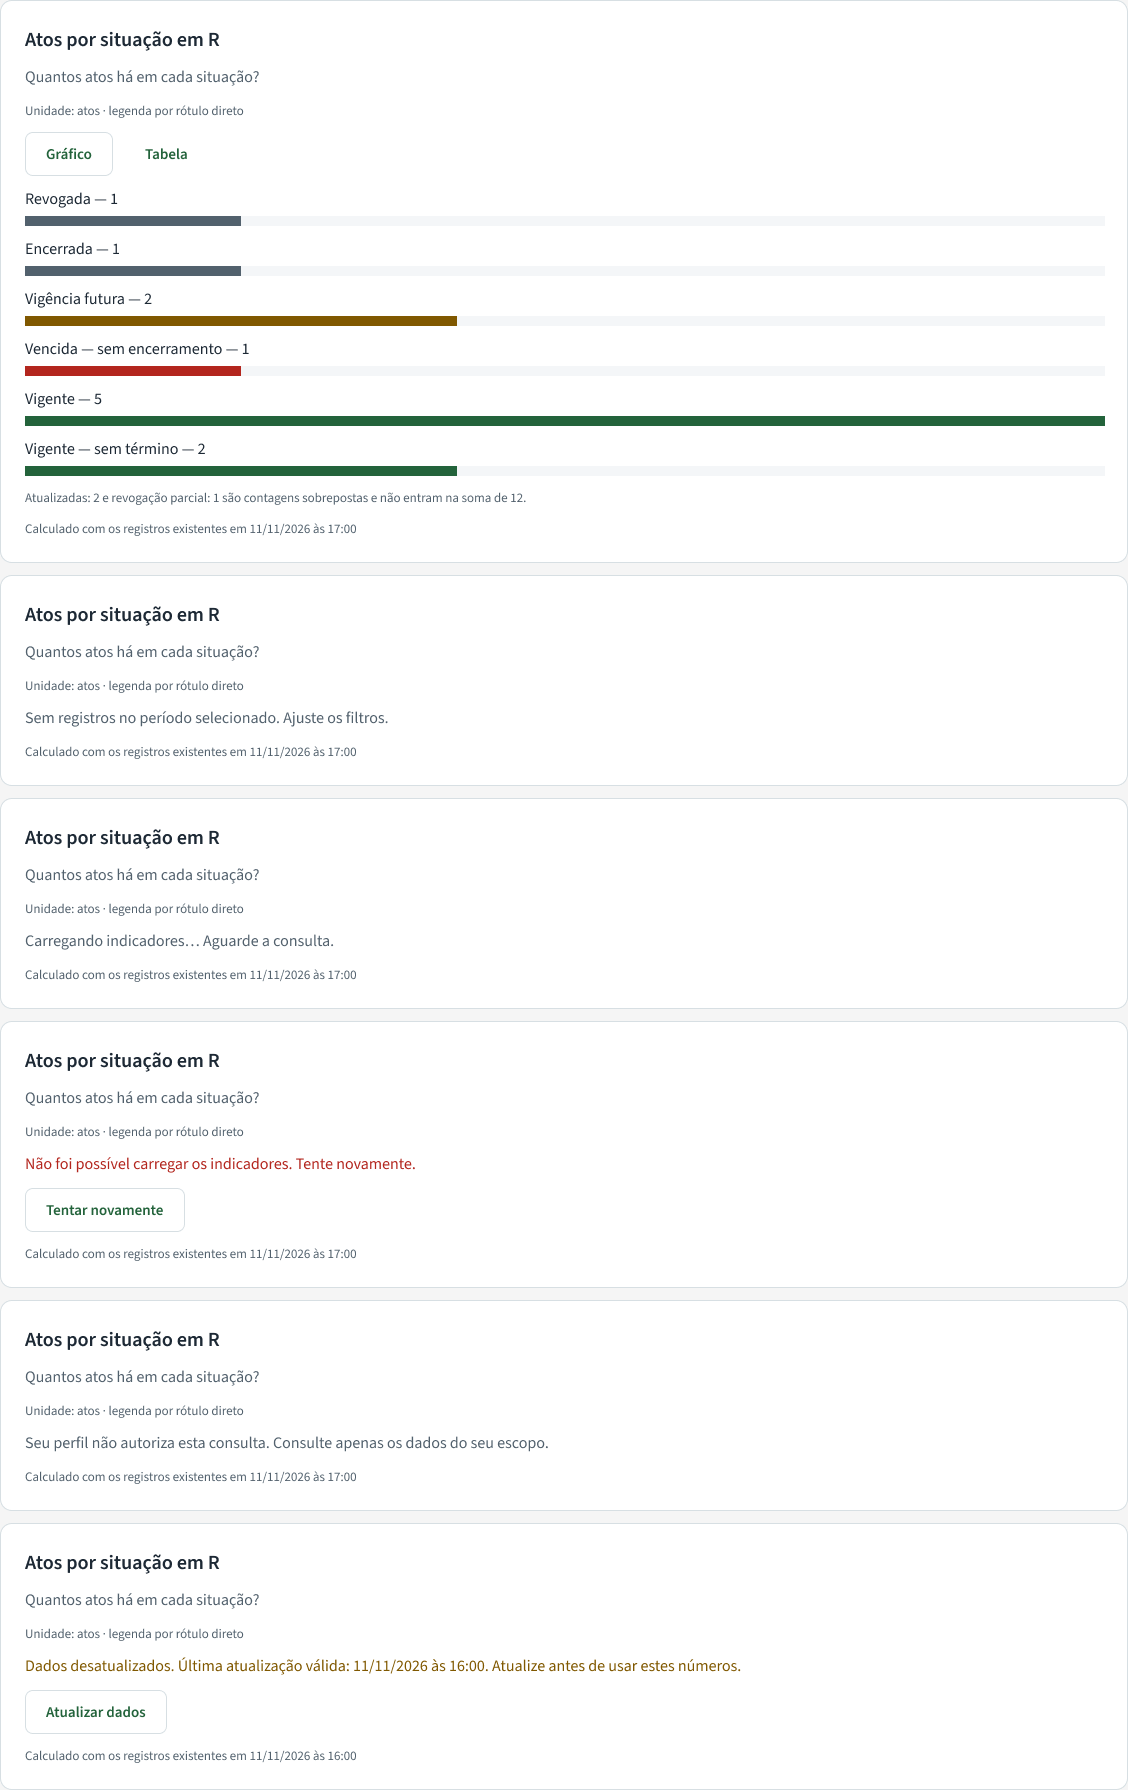 Atos por situação em R
Quantos atos há em cada situação?
Unidade: atos · legenda por rótulo direto
Gráfico Tabela
Revogada — 1
Encerrada — 1
Vigência futura — 2
Vencida — sem encerramento — 1
Vigente — 5
Vigente — sem término — 2
Atualizadas: 2 e revogação parcial: 1 são contagens sobrepostas e não entram na soma de 12.
Calculado com os registros existentes em 11/11/2026 às 17:00
Atos por situação em R
Quantos atos há em cada situação?
Unidade: atos · legenda por rótulo direto
Sem registros no período selecionado. Ajuste os filtros.
Calculado com os registros existentes em 11/11/2026 às 17:00
Atos por situação em R
Quantos atos há em cada situação?
Unidade: atos · legenda por rótulo direto
Carregando indicadores… Aguarde a consulta.
Calculado com os registros existentes em 11/11/2026 às 17:00
Atos por situação em R
Quantos atos há em cada situação?
Unidade: atos · legenda por rótulo direto
Não foi possível carregar os indicadores. Tente novamente.
Tentar novamente
Calculado com os registros existentes em 11/11/2026 às 17:00
Atos por situação em R
Quantos atos há em cada situação?
Unidade: atos · legenda por rótulo direto
Seu perfil não autoriza esta consulta. Consulte apenas os dados do seu escopo.
Calculado com os registros existentes em 11/11/2026 às 17:00
Atos por situação em R
Quantos atos há em cada situação?
Unidade: atos · legenda por rótulo direto
Dados desatualizados. Última atualização válida: 11/11/2026 às 16:00. Atualize antes de usar estes números.
Atualizar dados
Calculado com os registros existentes em 11/11/2026 às 16:00